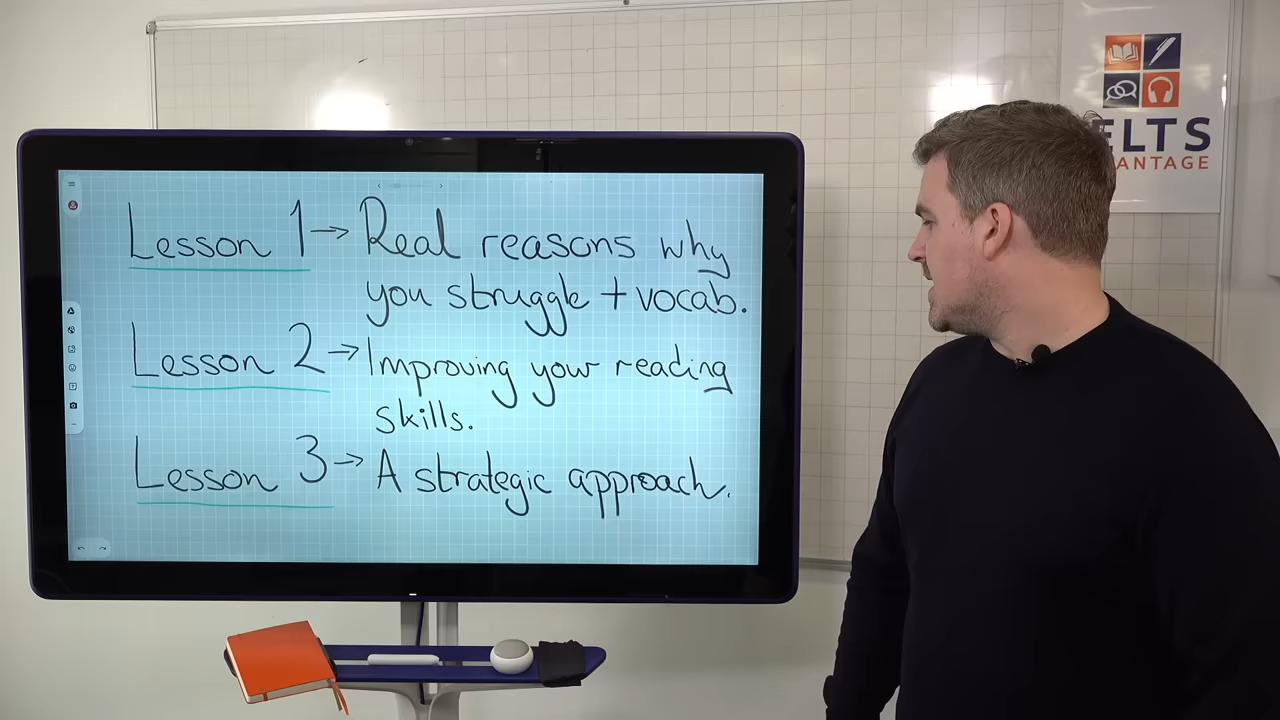 Lesson 1 → Real reasons why
you struggle + vocab.
Lesson 2 → Improving your reading
skills.
Lesson 3 → A strategic approach.
ELTS
ANTAGE